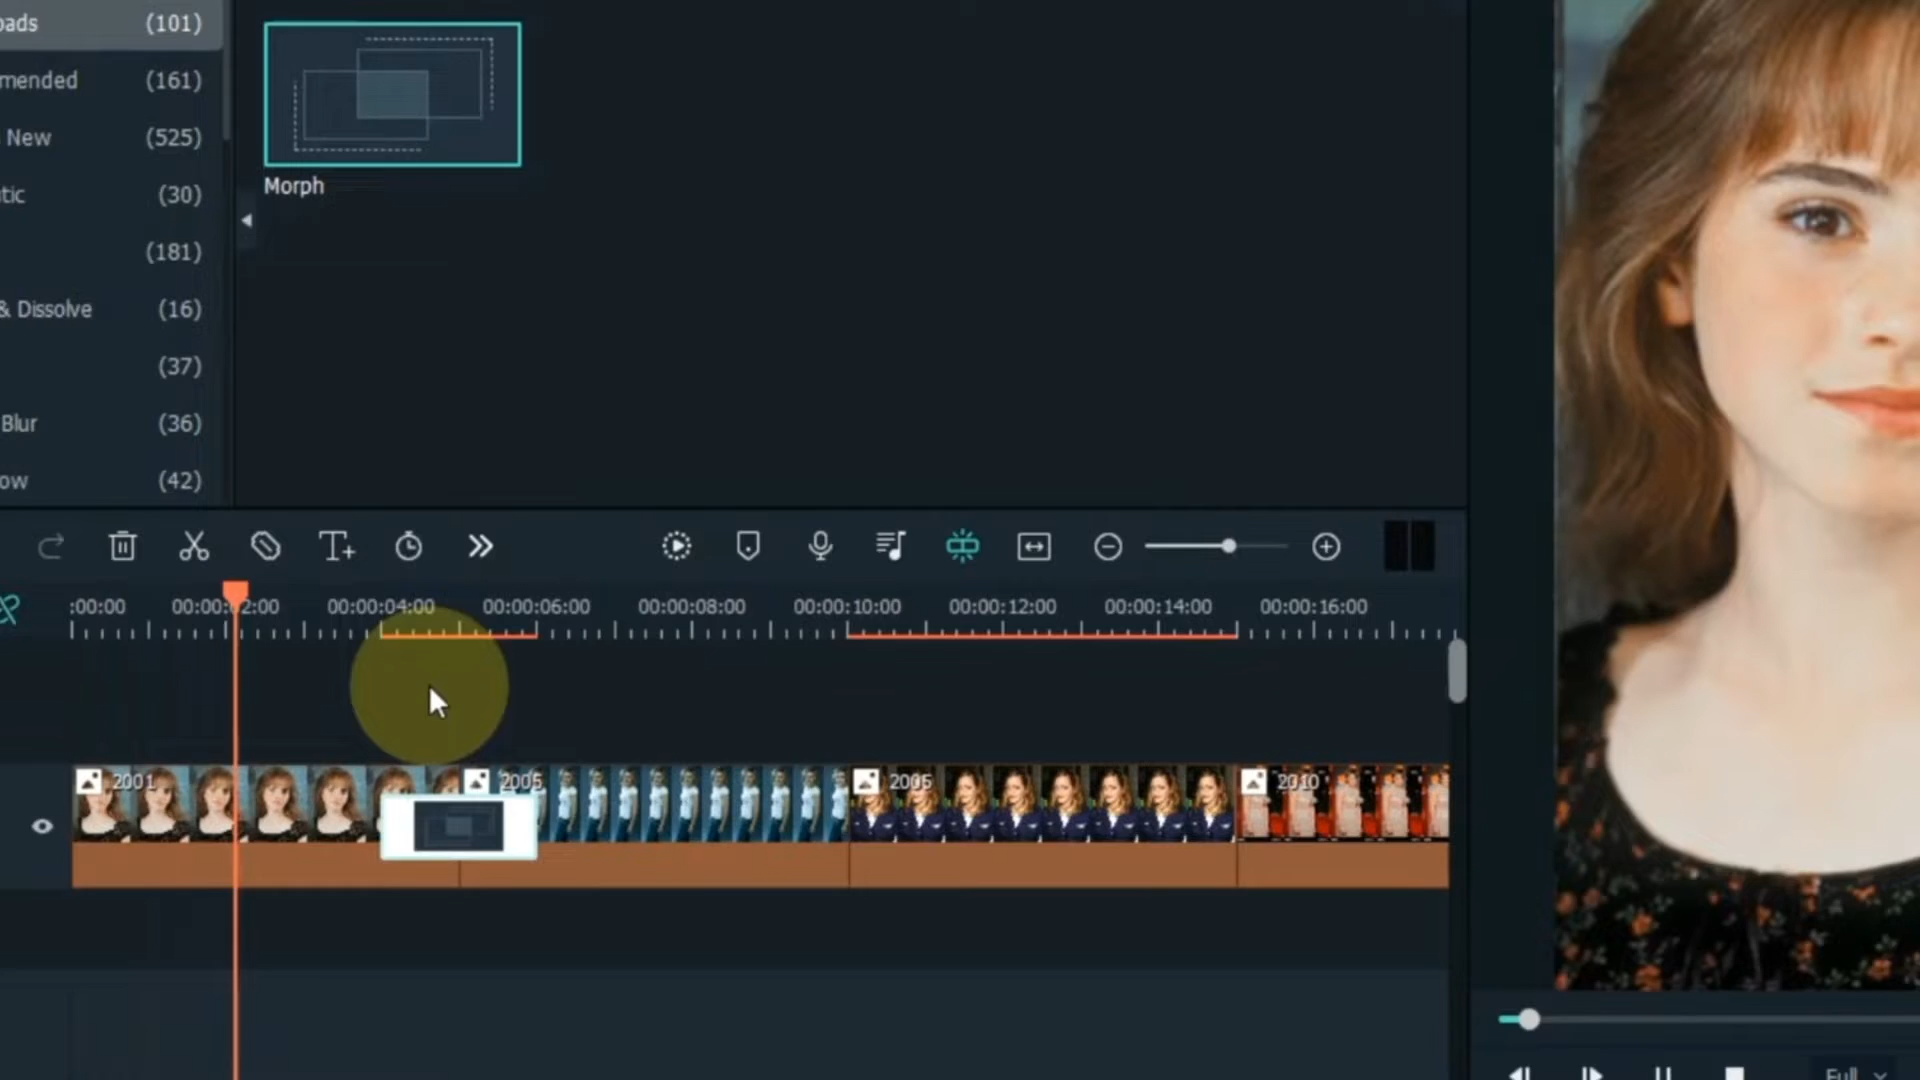 oads (101)
mended (161)
New (525)
tic (30)
(181)
& Dissolve (16)
(37)
Blur (36)
ow (42)
Morph
:00:00 00:00:02:00 00:00:04:00 00:00:06:00 00:00:08:00 00:00:10:00 00:00:12:00 00:00:14:00 00:00:16:00
2001 2005 2005 2010
Full